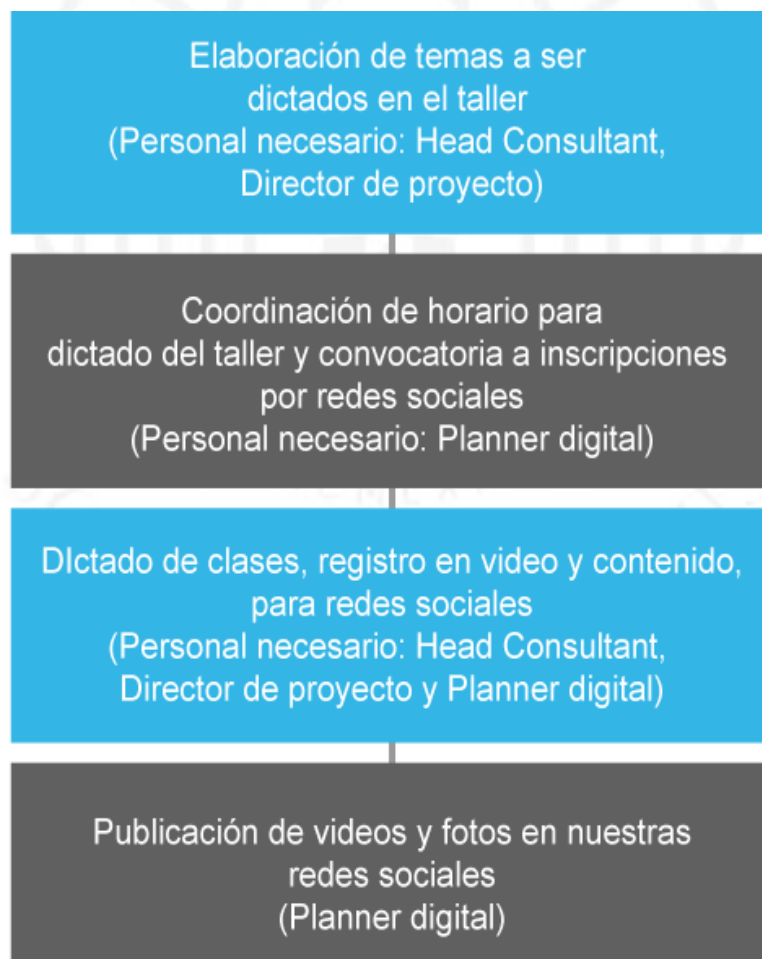 Elaboración de temas a ser
dictados en el taller
(Personal necesario: Head Consultant,
Director de proyecto)
Coordinación de horario para
dictado del taller y convocatoria a inscripciones
por redes sociales
(Personal necesario: Planner digital)
DIctado de clases, registro en video y contenido,
para redes sociales
(Personal necesario: Head Consultant,
Director de proyecto y Planner digital)
Publicación de videos y fotos en nuestras
redes sociales
(Planner digital)